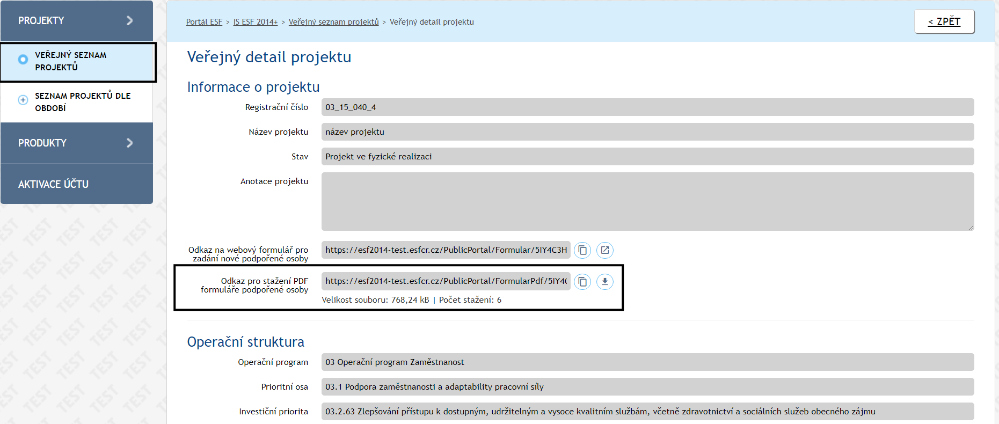 PROJEKTY
VEŘEJNÝ SEZNAM
PROJEKTŮ
SEZNAM PROJEKTŮ DLE
OBDOBÍ
PRODUKTY
AKTIVACE ÚČTU
Portál ESF > IS ESF 2014+ > Veřejný seznam projektů > Veřejný detail projektu
< ZPĚT
Veřejný detail projektu
Informace o projektu
Registrační číslo 03_15_040_4
Název projektu název projektu
Stav Projekt ve fyzické realizaci
Anotace projektu
Odkaz na webový formulář pro
zadání nové podpořené osoby
https://esf2014-test.esfcr.cz/PublicPortal/Formular/5IY4C3H
Odkaz pro stažení PDF
formuláře podpořené osoby
https://esf2014-test.esfcr.cz/PublicPortal/FormularPdf/5IY4C
Velikost souboru: 768,24 kB | Počet stažení: 6
Operační struktura
Operační program 03 Operační program Zaměstnanost
Prioritní osa 03.1 Podpora zaměstnanosti a adaptability pracovní síly
Investiční priorita 03.2.63 Zlepšování přístupu k dostupným, udržitelným a vysoce kvalitním službám, včetně zdravotnictví a sociálních služeb obecného zájmu
TEST TEST TEST TEST TEST